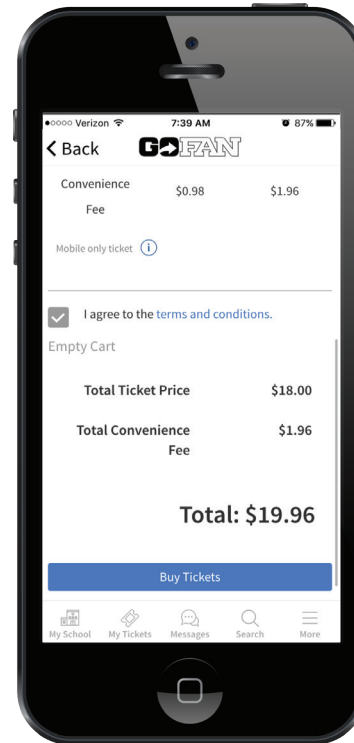 ●○○○○ Verizon 7:39 AM 87%
Back GOFAN
Convenience Fee $0.98 $1.96
Mobile only ticket i
I agree to the terms and conditions.
Empty Cart
Total Ticket Price $18.00
Total Convenience Fee $1.96
Total: $19.96
Buy Tickets
My School My Tickets Messages Search More